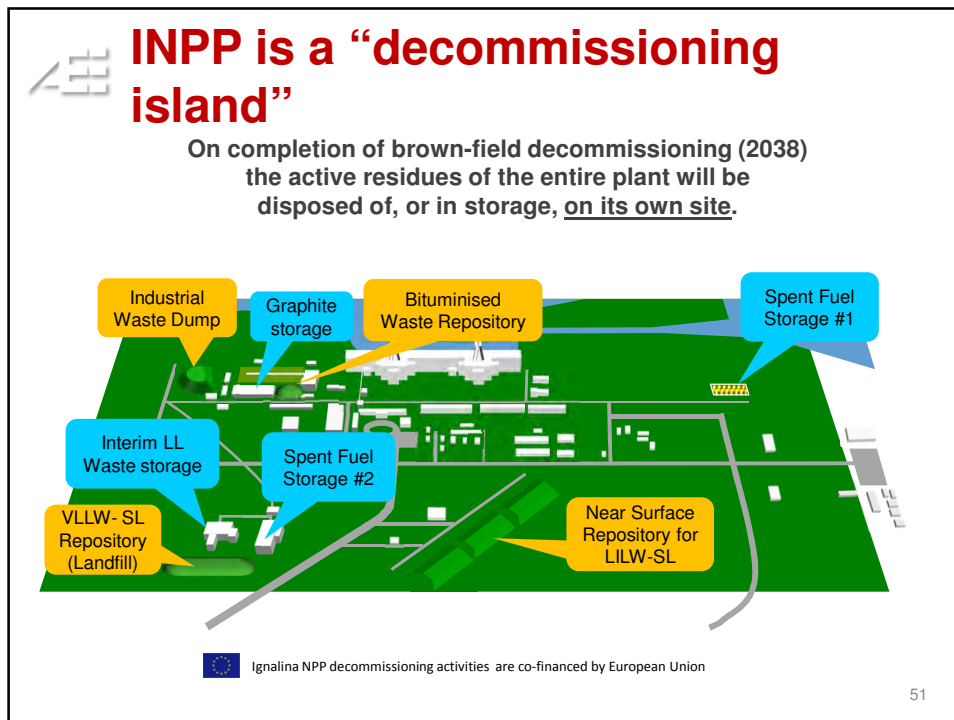 INPP is a “decommissioning
island”
On completion of brown-field decommissioning (2038)
the active residues of the entire plant will be
disposed of, or in storage, on its own site.
Industrial
Waste Dump
Graphite
storage
Bituminised
Waste Repository
Spent Fuel
Storage #1
Interim LL
Waste storage
Spent Fuel
Storage #2
VLLW- SL
Repository
(Landfill)
Near Surface
Repository for
LILW-SL
Ignalina NPP decommissioning activities are co-financed by European Union
51